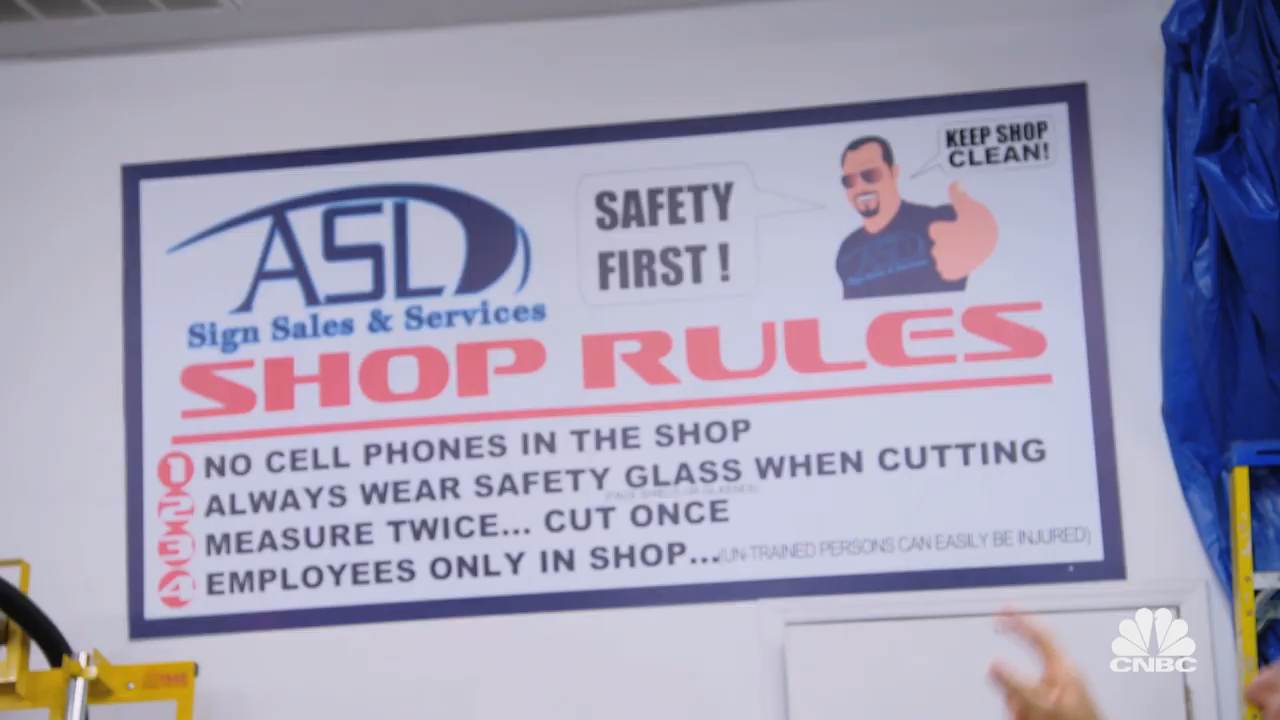 KEEP SHOP
CLEAN!
SAFETY
FIRST!
ASL
Sign Sales & Services
SHOP RULES
1 NO CELL PHONES IN THE SHOP
2 ALWAYS WEAR SAFETY GLASS WHEN CUTTING
3 MEASURE TWICE... CUT ONCE
4 EMPLOYEES ONLY IN SHOP...(UN-TRAINED PERSONS CAN EASILY BE INJURED)
CNBC